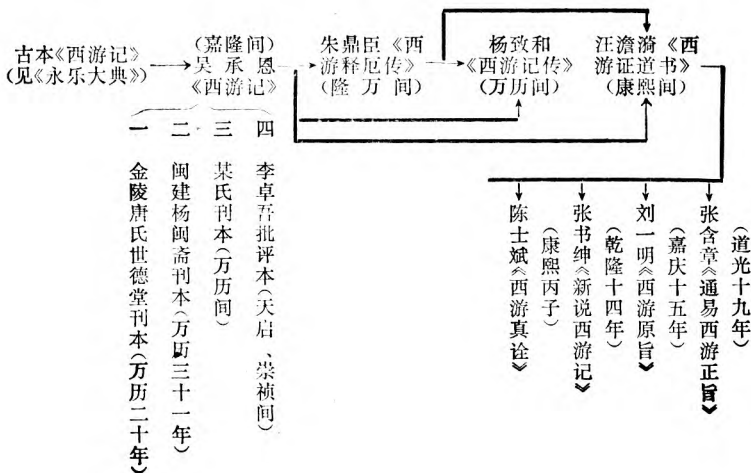 古本《西游记》
(见《永乐大典》)
(嘉隆间)
吴承恩
《西游记》
朱鼎臣《西
游释厄传》
(隆万间)
杨致和
《西游记传》
(万历间)
汪澹漪《西
游证道书》
(康熙间)
一 金陵唐氏世德堂刊本(万历二十年)
二 闽建杨闽斋刊本(万历三十一年)
三 某氏刊本(万历间)
四 李卓吾批评本(天启、崇祯间)
陈士斌《西游真诠》
(康熙丙子)
张书绅《新说西游记》
(乾隆十四年)
刘一明《西游原旨》
(嘉庆十五年)
张含章《通易西游正旨》
(道光十九年)